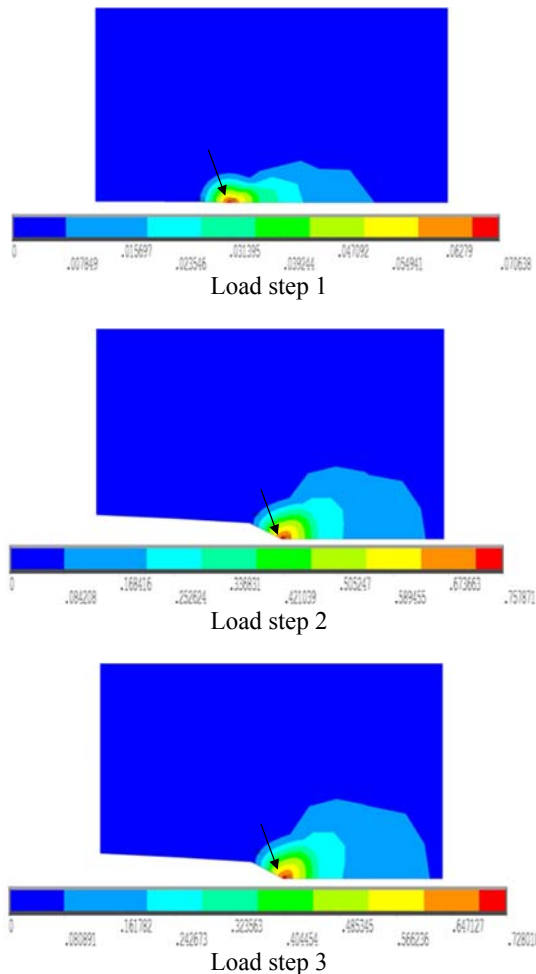 0 .015697 .031395 .047092 .06279
.007849 .023546 .039244 .054941 .070638
Load step 1
0 .168416 .336831 .505247 .673663
.084208 .252624 .421039 .589455 .757871
Load step 2
0 .161782 .323563 .485345 .647127
.080891 .242673 .404454 .566236 .728018
Load step 3